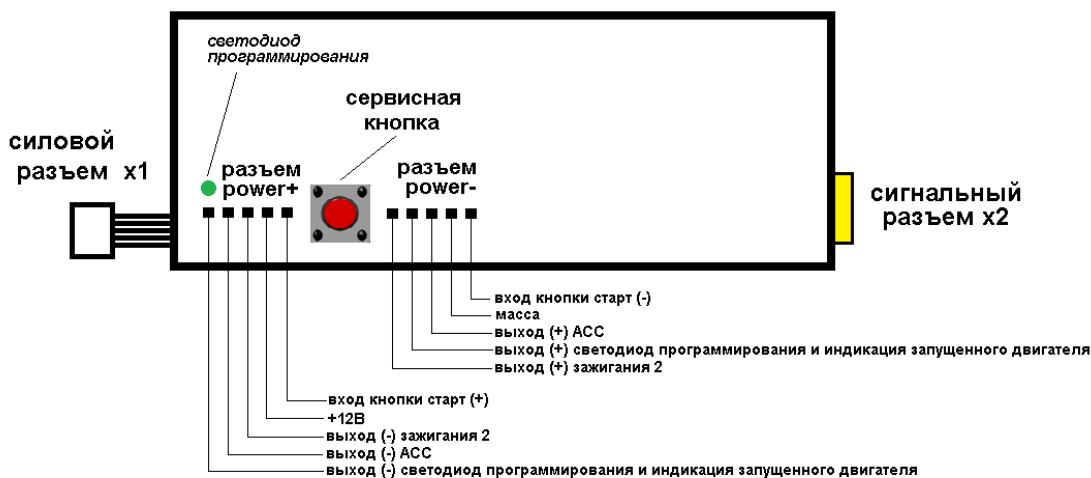 светодиод
программирования
сервисная
кнопка
силовой
разъем x1
разъем
power+
разъем
power-
сигнальный
разъем x2
вход кнопки старт (-)
масса
выход (+) ACC
выход (+) светодиод программирования и индикация запущенного двигателя
выход (+) зажигания 2
вход кнопки старт (+)
+12В
выход (-) зажигания 2
выход (-) ACC
выход (-) светодиод программирования и индикация запущенного двигателя